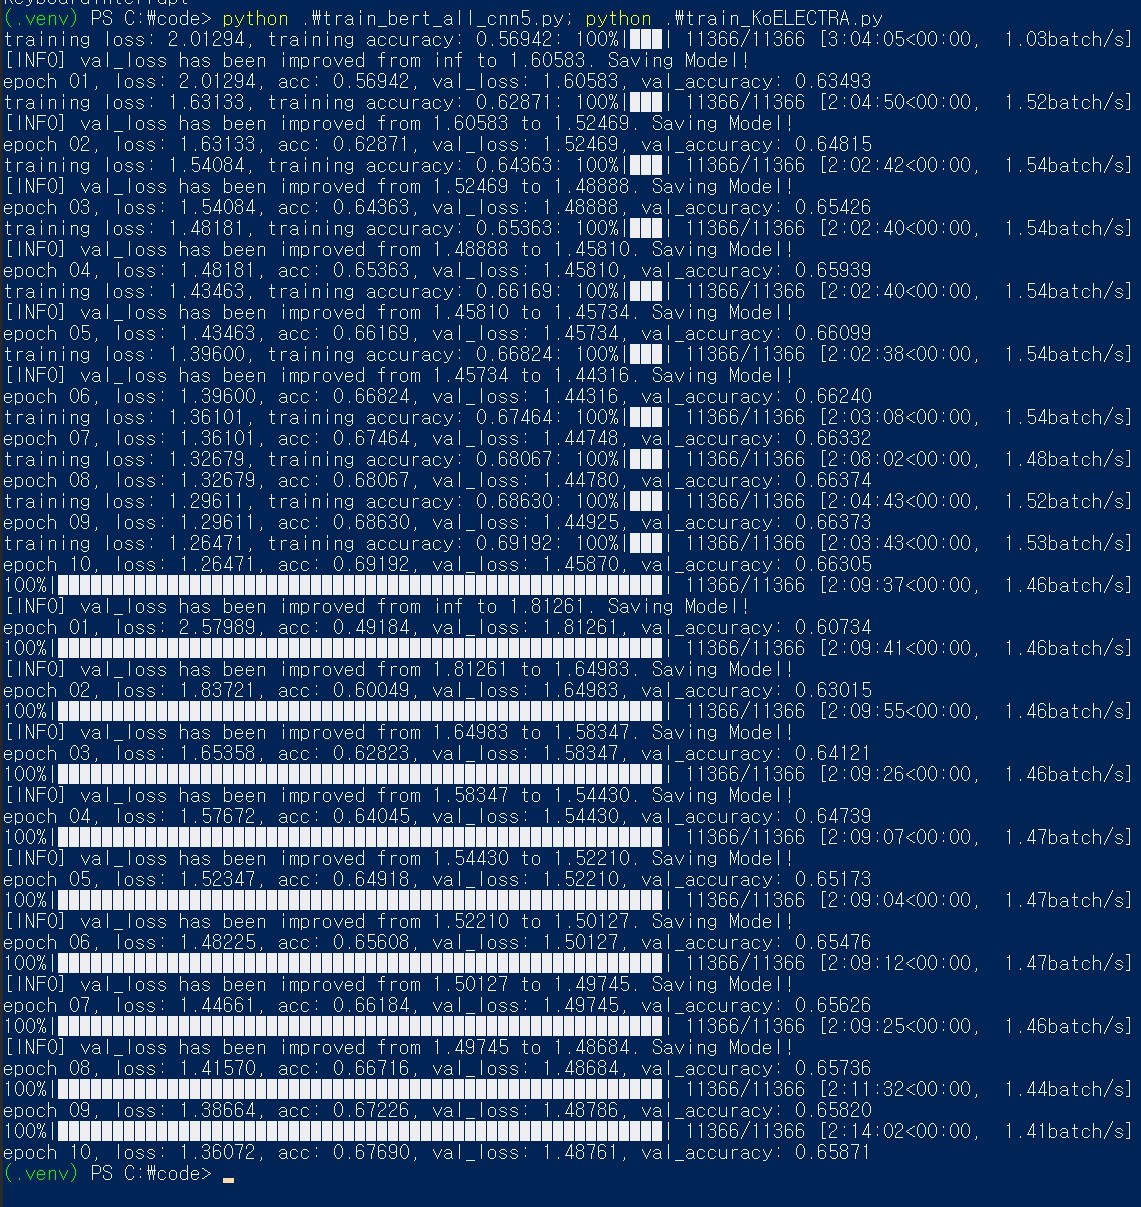 KeyboardInterrupt
(.venv) PS C:₩code> python .₩train_bert_all_cnn5.py; python .₩train_KoELECTRA.py
training loss: 2.01294, training accuracy: 0.56942: 100%|███| 11366/11366 [3:04:05<00:00, 1.03batch/s]
[INFO] val_loss has been improved from inf to 1.60583. Saving Model!
epoch 01, loss: 2.01294, acc: 0.56942, val_loss: 1.60583, val_accuracy: 0.63493
training loss: 1.63133, training accuracy: 0.62871: 100%|███| 11366/11366 [2:04:50<00:00, 1.52batch/s]
[INFO] val_loss has been improved from 1.60583 to 1.52469. Saving Model!
epoch 02, loss: 1.63133, acc: 0.62871, val_loss: 1.52469, val_accuracy: 0.64815
training loss: 1.54084, training accuracy: 0.64363: 100%|███| 11366/11366 [2:02:42<00:00, 1.54batch/s]
[INFO] val_loss has been improved from 1.52469 to 1.48888. Saving Model!
epoch 03, loss: 1.54084, acc: 0.64363, val_loss: 1.48888, val_accuracy: 0.65426
training loss: 1.48181, training accuracy: 0.65363: 100%|███| 11366/11366 [2:02:40<00:00, 1.54batch/s]
[INFO] val_loss has been improved from 1.48888 to 1.45810. Saving Model!
epoch 04, loss: 1.48181, acc: 0.65363, val_loss: 1.45810, val_accuracy: 0.65939
training loss: 1.43463, training accuracy: 0.66169: 100%|███| 11366/11366 [2:02:40<00:00, 1.54batch/s]
[INFO] val_loss has been improved from 1.45810 to 1.45734. Saving Model!
epoch 05, loss: 1.43463, acc: 0.66169, val_loss: 1.45734, val_accuracy: 0.66099
training loss: 1.39600, training accuracy: 0.66824: 100%|███| 11366/11366 [2:02:38<00:00, 1.54batch/s]
[INFO] val_loss has been improved from 1.45734 to 1.44316. Saving Model!
epoch 06, loss: 1.39600, acc: 0.66824, val_loss: 1.44316, val_accuracy: 0.66240
training loss: 1.36101, training accuracy: 0.67464: 100%|███| 11366/11366 [2:03:08<00:00, 1.54batch/s]
epoch 07, loss: 1.36101, acc: 0.67464, val_loss: 1.44748, val_accuracy: 0.66332
training loss: 1.32679, training accuracy: 0.68067: 100%|███| 11366/11366 [2:08:02<00:00, 1.48batch/s]
epoch 08, loss: 1.32679, acc: 0.68067, val_loss: 1.44780, val_accuracy: 0.66374
training loss: 1.29611, training accuracy: 0.68630: 100%|███| 11366/11366 [2:04:43<00:00, 1.52batch/s]
epoch 09, loss: 1.29611, acc: 0.68630, val_loss: 1.44925, val_accuracy: 0.66373
training loss: 1.26471, training accuracy: 0.69192: 100%|███| 11366/11366 [2:03:43<00:00, 1.53batch/s]
epoch 10, loss: 1.26471, acc: 0.69192, val_loss: 1.45870, val_accuracy: 0.66305
100%|██████████| 11366/11366 [2:09:37<00:00, 1.46batch/s]
[INFO] val_loss has been improved from inf to 1.81261. Saving Model!
epoch 01, loss: 2.57989, acc: 0.49184, val_loss: 1.81261, val_accuracy: 0.60734
100%|██████████| 11366/11366 [2:09:41<00:00, 1.46batch/s]
[INFO] val_loss has been improved from 1.81261 to 1.64983. Saving Model!
epoch 02, loss: 1.83721, acc: 0.60049, val_loss: 1.64983, val_accuracy: 0.63015
100%|██████████| 11366/11366 [2:09:55<00:00, 1.46batch/s]
[INFO] val_loss has been improved from 1.64983 to 1.58347. Saving Model!
epoch 03, loss: 1.65358, acc: 0.62823, val_loss: 1.58347, val_accuracy: 0.64121
100%|██████████| 11366/11366 [2:09:26<00:00, 1.46batch/s]
[INFO] val_loss has been improved from 1.58347 to 1.54430. Saving Model!
epoch 04, loss: 1.57672, acc: 0.64045, val_loss: 1.54430, val_accuracy: 0.64739
100%|██████████| 11366/11366 [2:09:07<00:00, 1.47batch/s]
[INFO] val_loss has been improved from 1.54430 to 1.52210. Saving Model!
epoch 05, loss: 1.52347, acc: 0.64918, val_loss: 1.52210, val_accuracy: 0.65173
100%|██████████| 11366/11366 [2:09:04<00:00, 1.47batch/s]
[INFO] val_loss has been improved from 1.52210 to 1.50127. Saving Model!
epoch 06, loss: 1.48225, acc: 0.65608, val_loss: 1.50127, val_accuracy: 0.65476
100%|██████████| 11366/11366 [2:09:12<00:00, 1.47batch/s]
[INFO] val_loss has been improved from 1.50127 to 1.49745. Saving Model!
epoch 07, loss: 1.44661, acc: 0.66184, val_loss: 1.49745, val_accuracy: 0.65626
100%|██████████| 11366/11366 [2:09:25<00:00, 1.46batch/s]
[INFO] val_loss has been improved from 1.49745 to 1.48684. Saving Model!
epoch 08, loss: 1.41570, acc: 0.66716, val_loss: 1.48684, val_accuracy: 0.65736
100%|██████████| 11366/11366 [2:11:32<00:00, 1.44batch/s]
epoch 09, loss: 1.38664, acc: 0.67226, val_loss: 1.48786, val_accuracy: 0.65820
100%|██████████| 11366/11366 [2:14:02<00:00, 1.41batch/s]
epoch 10, loss: 1.36072, acc: 0.67690, val_loss: 1.48761, val_accuracy: 0.65871
(.venv) PS C:₩code>